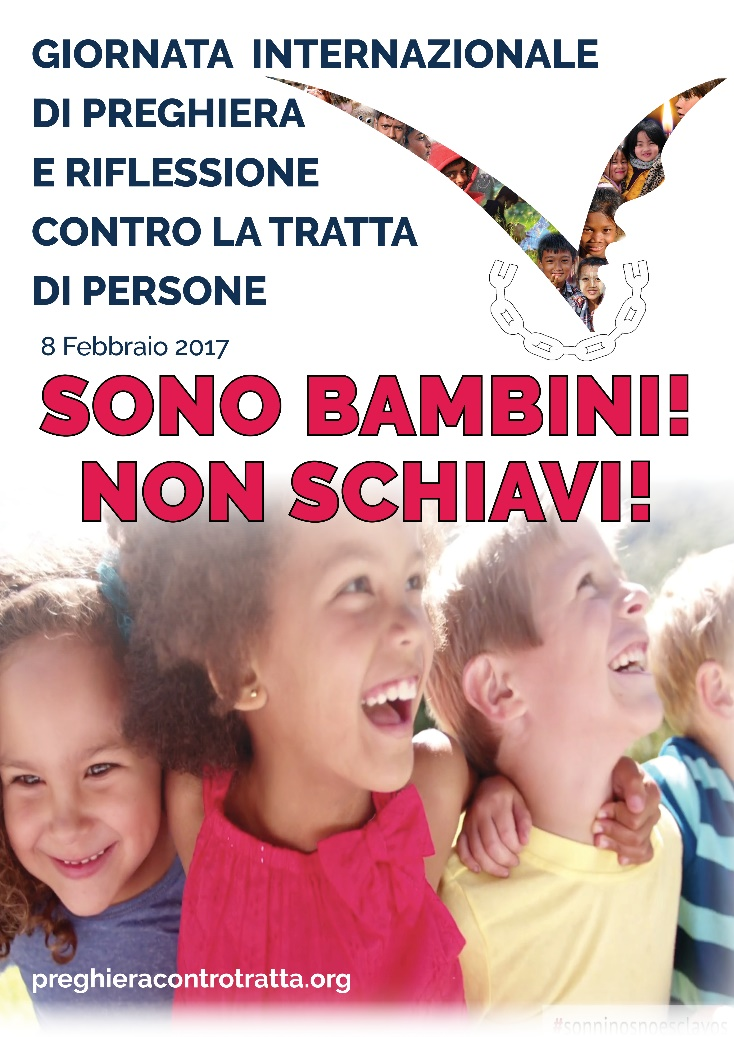 GIORNATA INTERNAZIONALE
DI PREGHIERA
E RIFLESSIONE
CONTRO LA TRATTA
DI PERSONE
8 Febbraio 2017
SONO BAMBINI!
NON SCHIAVI!
preghieracontrotratta.org
#sonninosnoesclavos